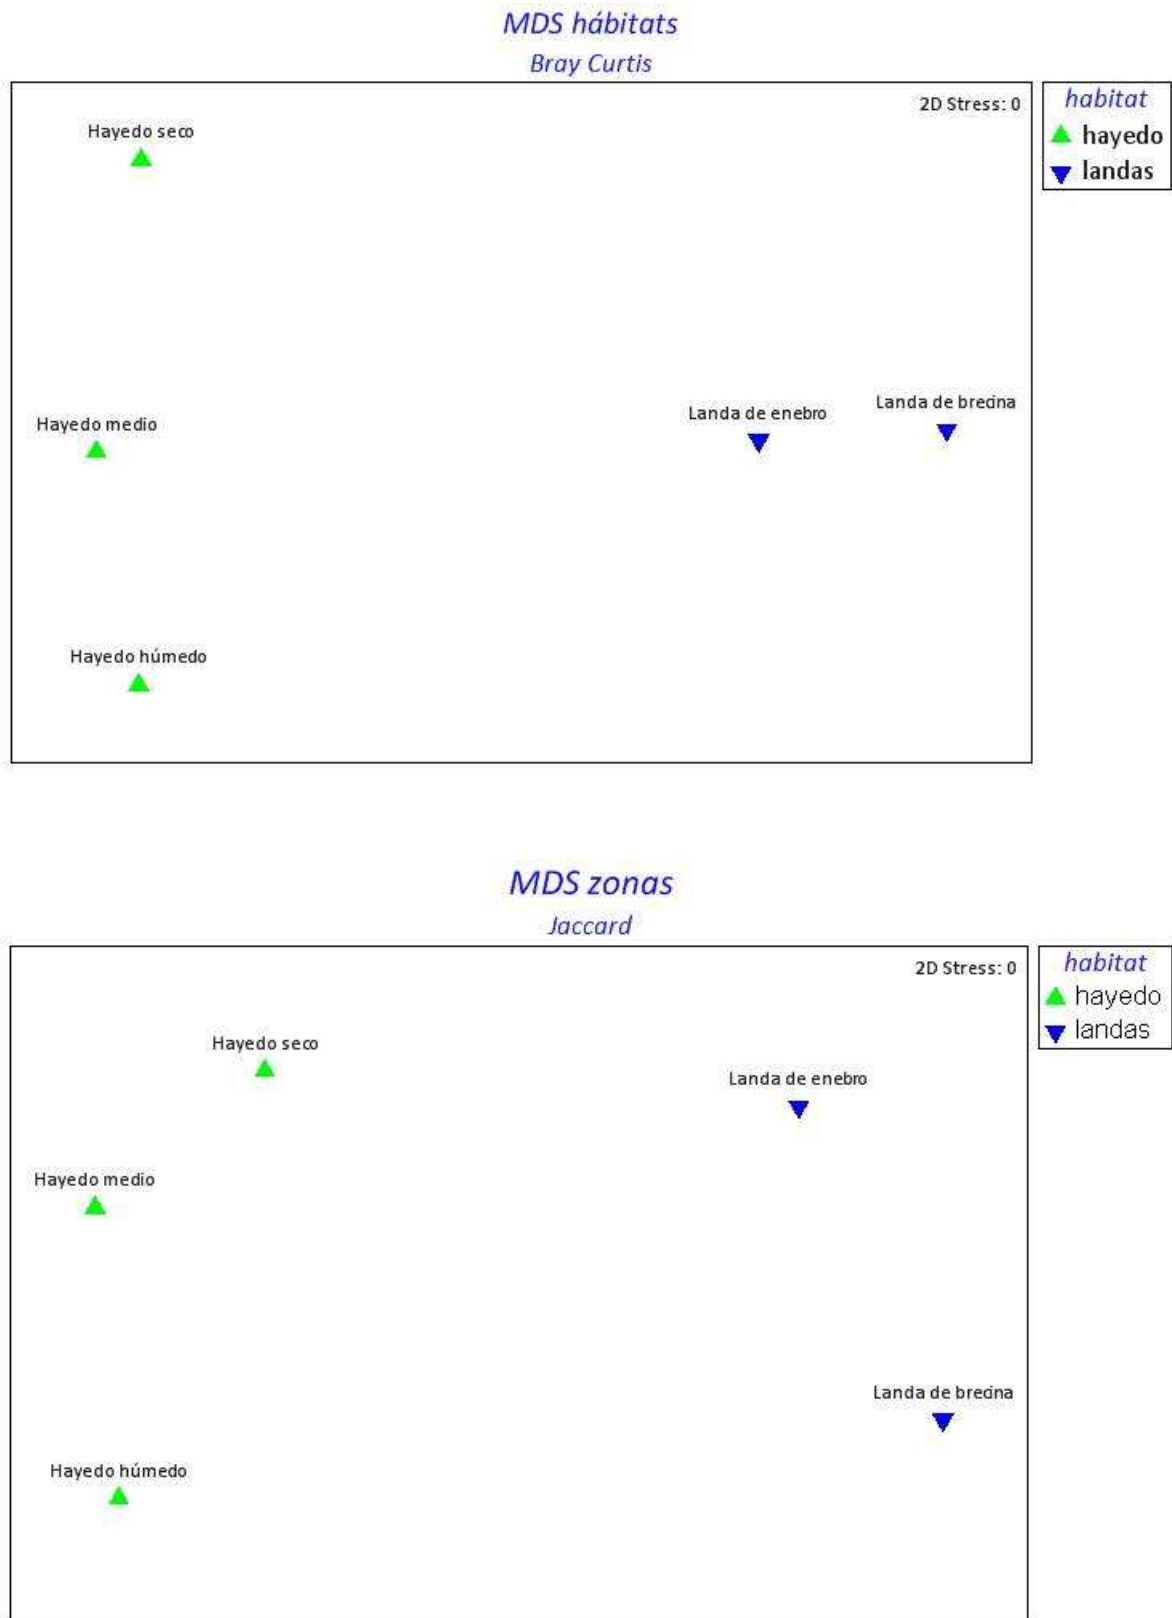 MDS hábitats
Bray Curtis
2D Stress: 0
habitat
hayedo
landas
Hayedo seco
Landa de brecina
Landa de enebro
Hayedo medio
Hayedo húmedo
MDS zonas
Jaccard
2D Stress: 0
habitat
hayedo
landas
Hayedo seco
Landa de enebro
Hayedo medio
Landa de brecina
Hayedo húmedo